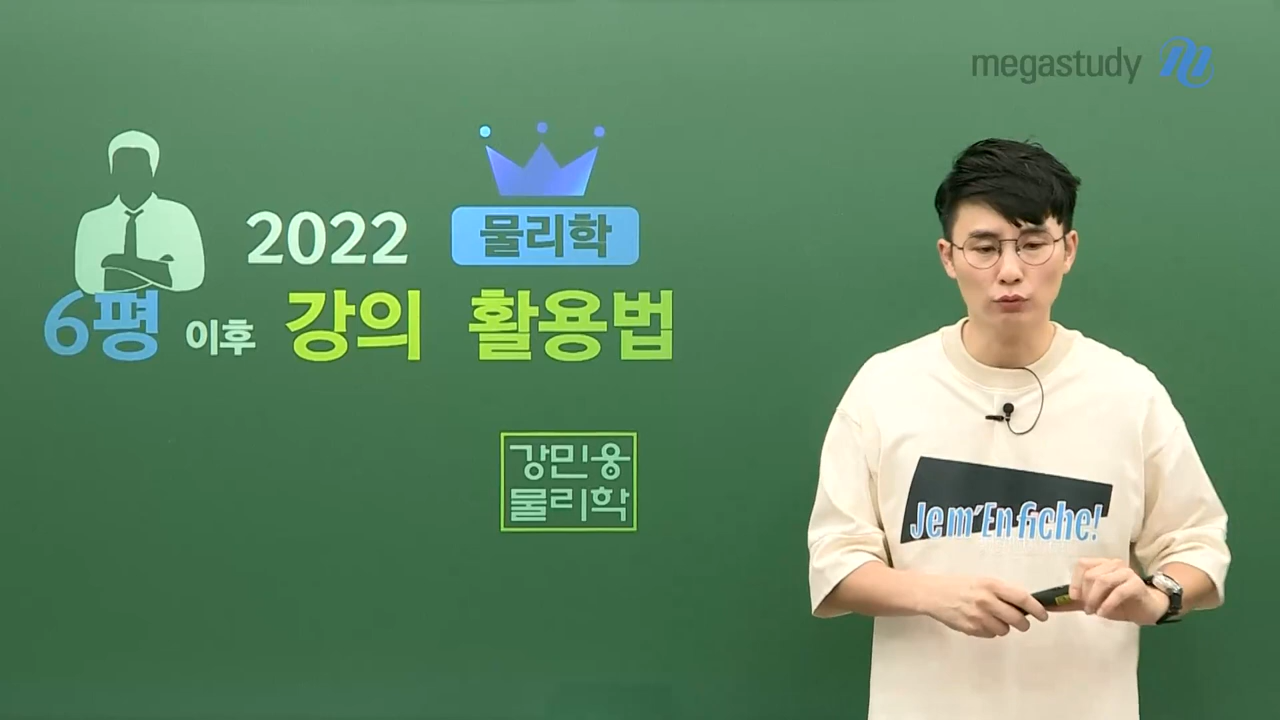 megastudy
2022 물리학
6평 이후 강의 활용법
강민웅
물리학
Je m'En fiche!